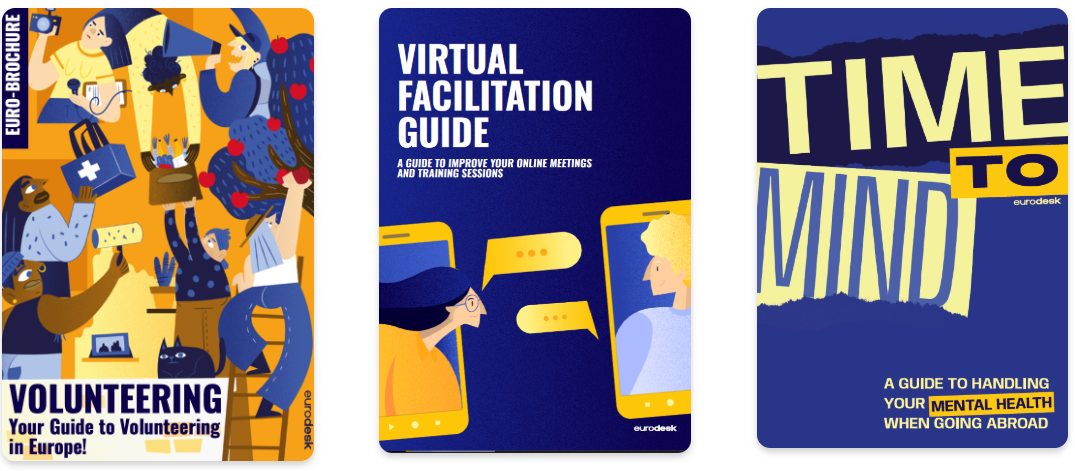 EURO-BROCHURE
VOLUNTEERING
Your Guide to Volunteering
in Europe!
eurodesk
VIRTUAL
FACILITATION
GUIDE
A GUIDE TO IMPROVE YOUR ONLINE MEETINGS
AND TRAINING SESSIONS
eurodesk
TIME
TO
eurodesk
MIND
A GUIDE TO HANDLING
YOUR MENTAL HEALTH
WHEN GOING ABROAD